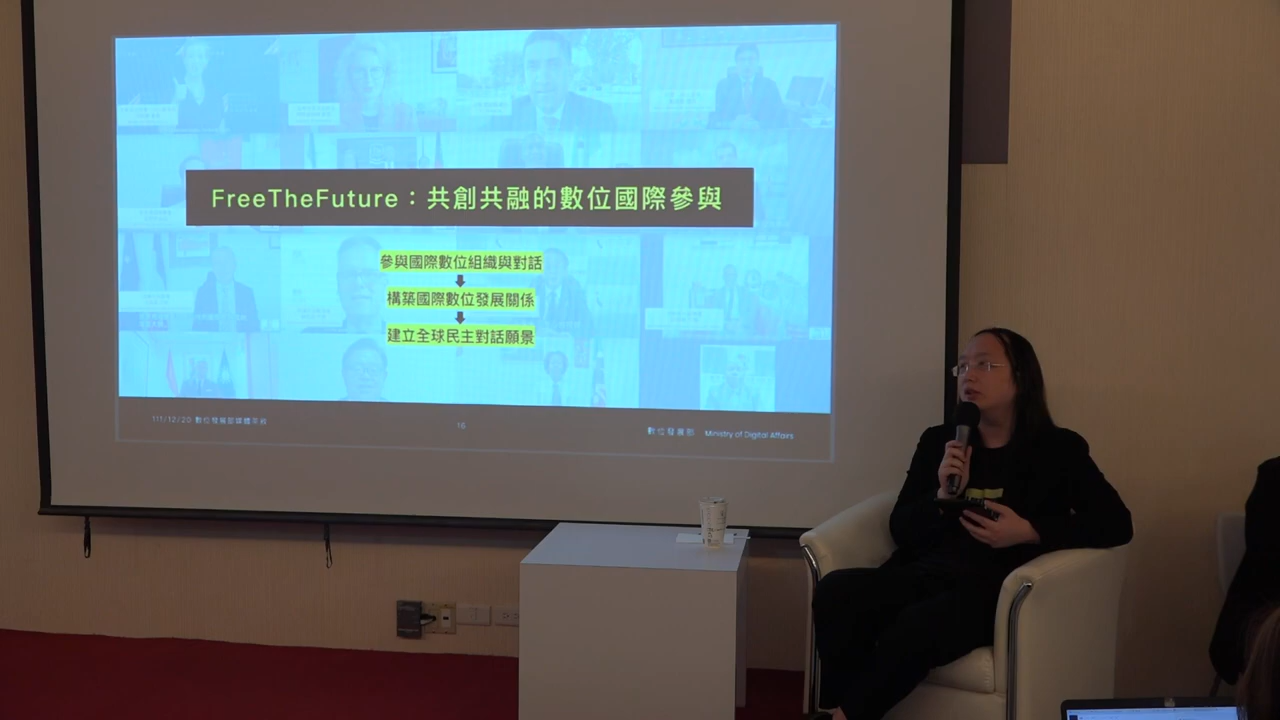 FreeTheFuture：共創共融的數位國際參與
參與國際數位組織與對話
構築國際數位發展關係
建立全球民主對話願景
111/12/20 數位發展部媒體茶敘
16
數位發展部 Ministry of Digital Affairs